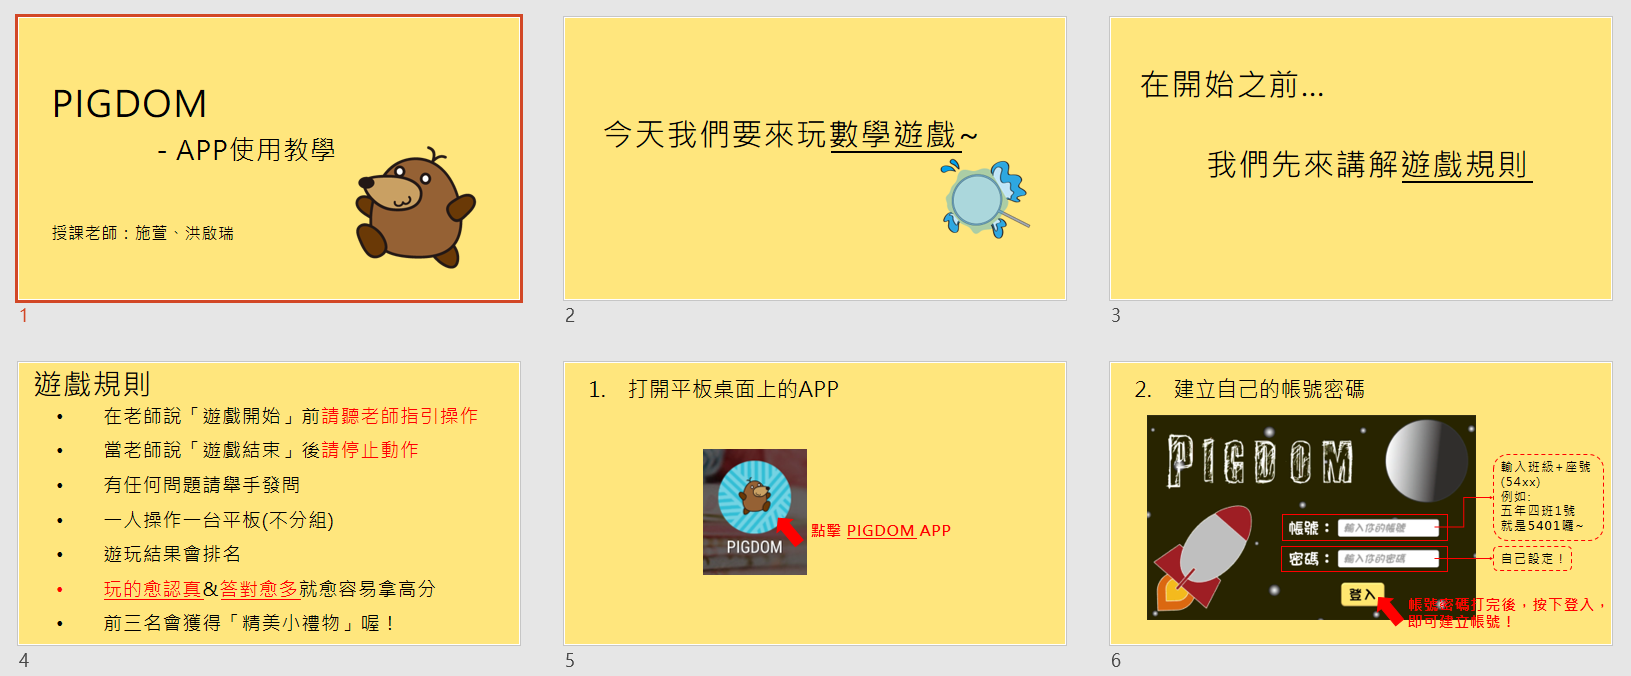 PIGDOM
- APP使用教學
授課老師：施萱、洪啟瑞
1
今天我們要來玩數學遊戲~
2
在開始之前...
我們先來講解遊戲規則
3
遊戲規則
• 在老師說「遊戲開始」前請聽老師指引操作
• 當老師說「遊戲結束」後請停止動作
• 有任何問題請舉手發問
• 一人操作一台平板(不分組)
• 遊玩結果會排名
• 玩的愈認真&答對愈多就愈容易拿高分
• 前三名會獲得「精美小禮物」喔！
4
1. 打開平板桌面上的APP
PIGDOM
點擊 PIGDOM APP
5
2. 建立自己的帳號密碼
PIGDOM
帳號：輸入你的帳號
密碼：輸入你的密碼
登入
輸入班級+座號
(54xx)
例如:
五年四班1號
就是5401囉~
自己設定！
帳號密碼打完後，按下登入，
即可建立帳號！
6